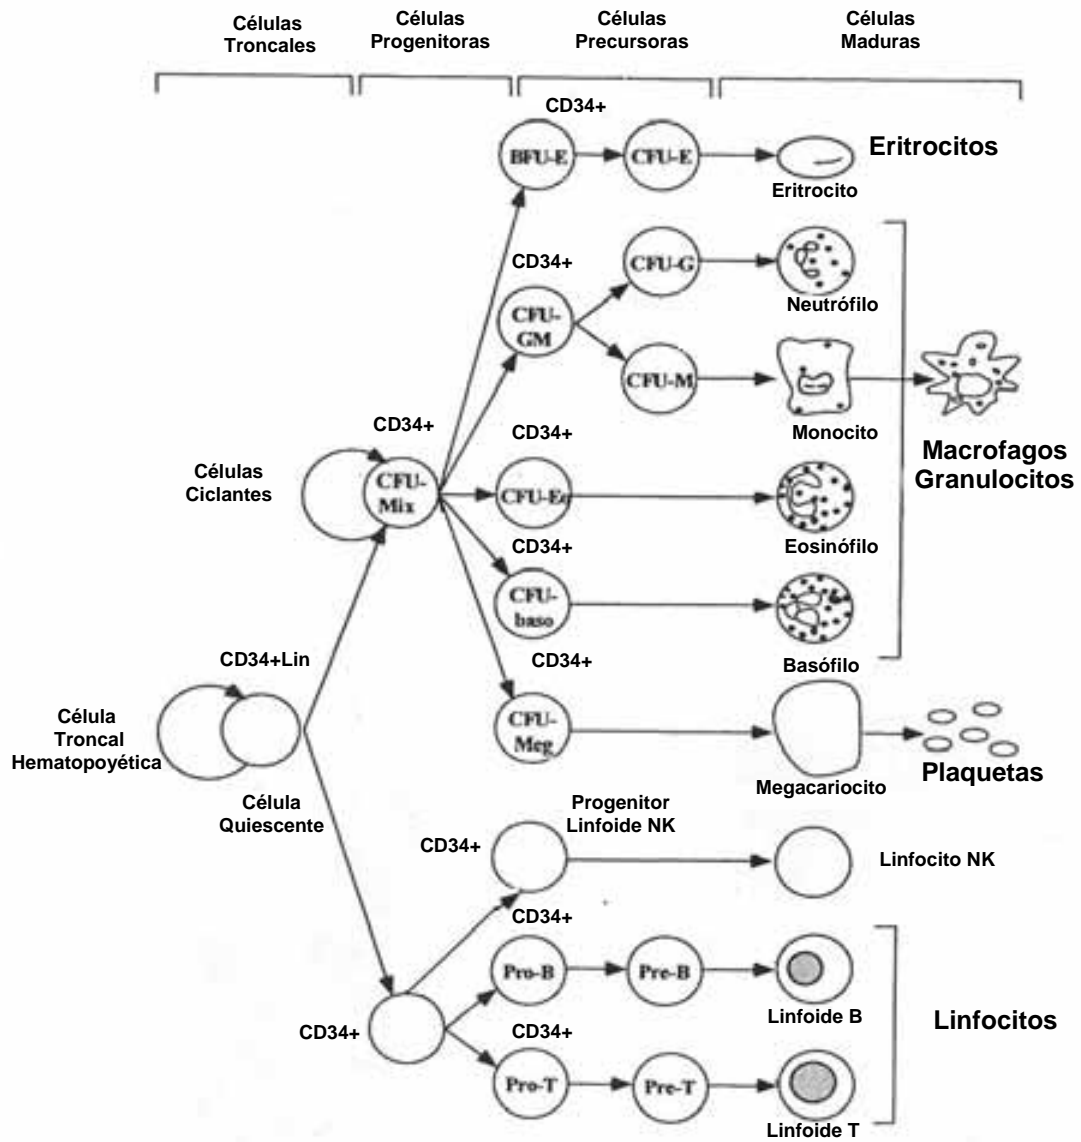 Células
Troncales
Células
Progenitoras
Células
Precursoras
Células
Maduras
CD34+
BFU-E
CFU-E
Eritrocito
Eritrocitos
CD34+
CFU-
GM
CFU-G
Neutrófilo
CFU-M
Monocito
Macrofagos
Granulocitos
CD34+
Células
Ciclantes
CFU-
Mix
CD34+
CFU-Eo
Eosinófilo
CD34+
CFU-
baso
Basófilo
CD34+Lin
Célula
Troncal
Hematopoyética
CD34+
CFU-
Meg
Megacariocito
Plaquetas
Célula
Quiescente
CD34+
Progenitor
Linfoide NK
Linfocito NK
CD34+
Pro-B
Pre-B
Linfoide B
CD34+
CD34+
Pro-T
Pre-T
Linfoide T
Linfocitos